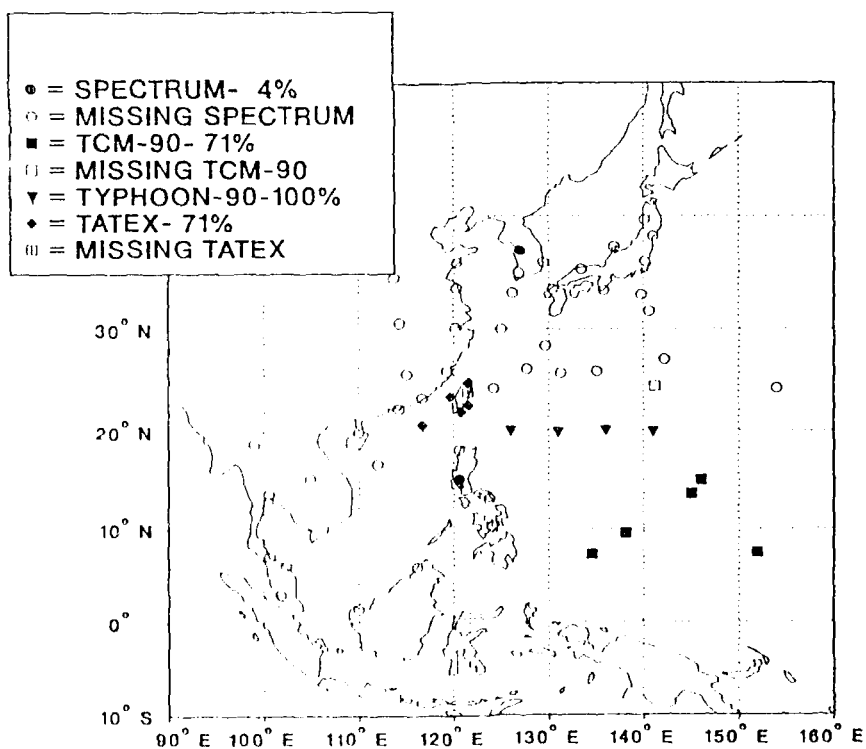 ● = SPECTRUM- 4%
○ = MISSING SPECTRUM
■ = TCM-90- 71%
□ = MISSING TCM-90
▼ = TYPHOON-90-100%
◆ = TATEX- 71%
= MISSING TATEX
30° N
20° N
10° N
0°
10° S
90° E 100° E 110° E 120° E 130° E 140° E 150° E 160° E